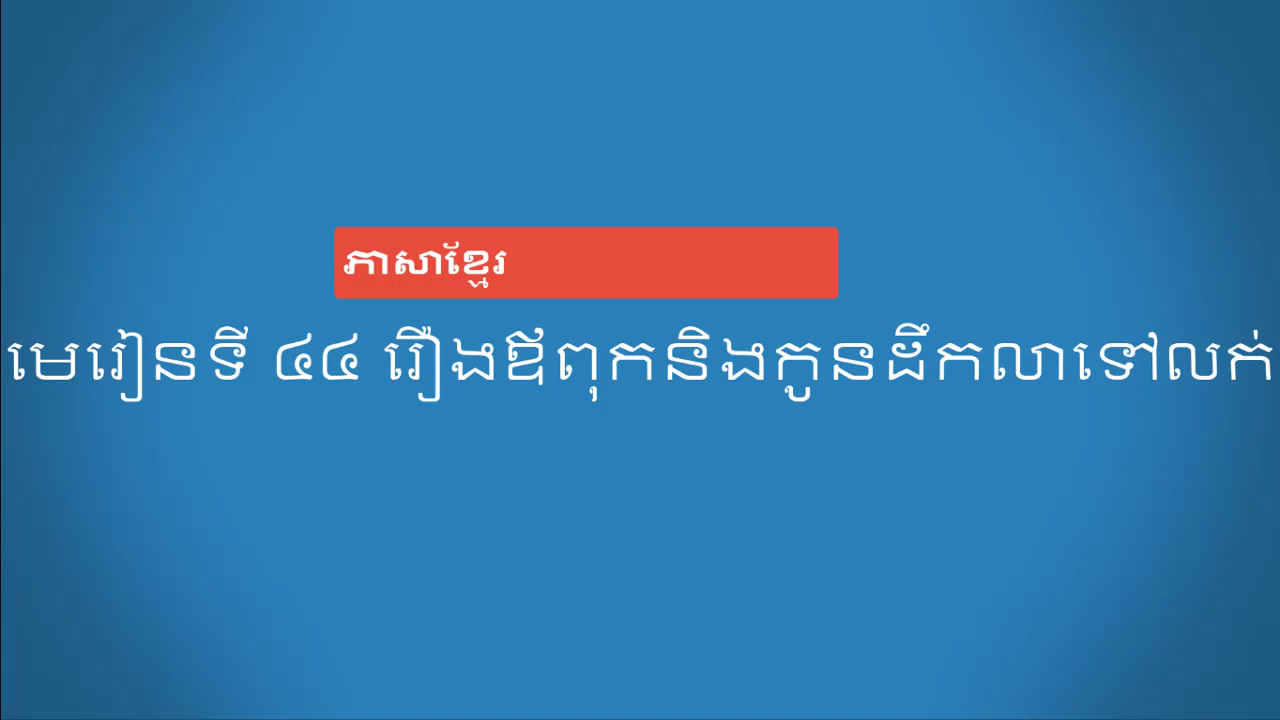 ភាសាខ្មែរ
មេរៀនទី ៤៤ រឿងឪពុកនិងកូនដឹកលាទៅលក់